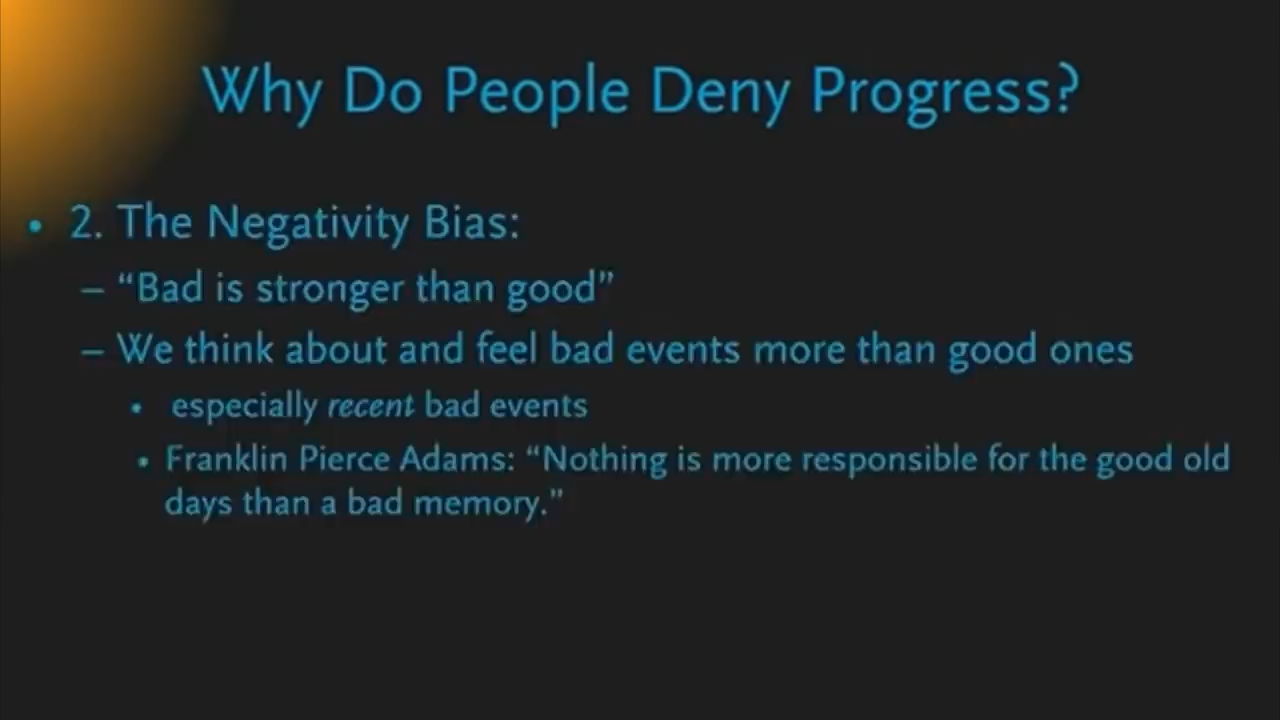 Why Do People Deny Progress?
• 2. The Negativity Bias:
– “Bad is stronger than good”
– We think about and feel bad events more than good ones
• especially recent bad events
• Franklin Pierce Adams: “Nothing is more responsible for the good old
days than a bad memory.”